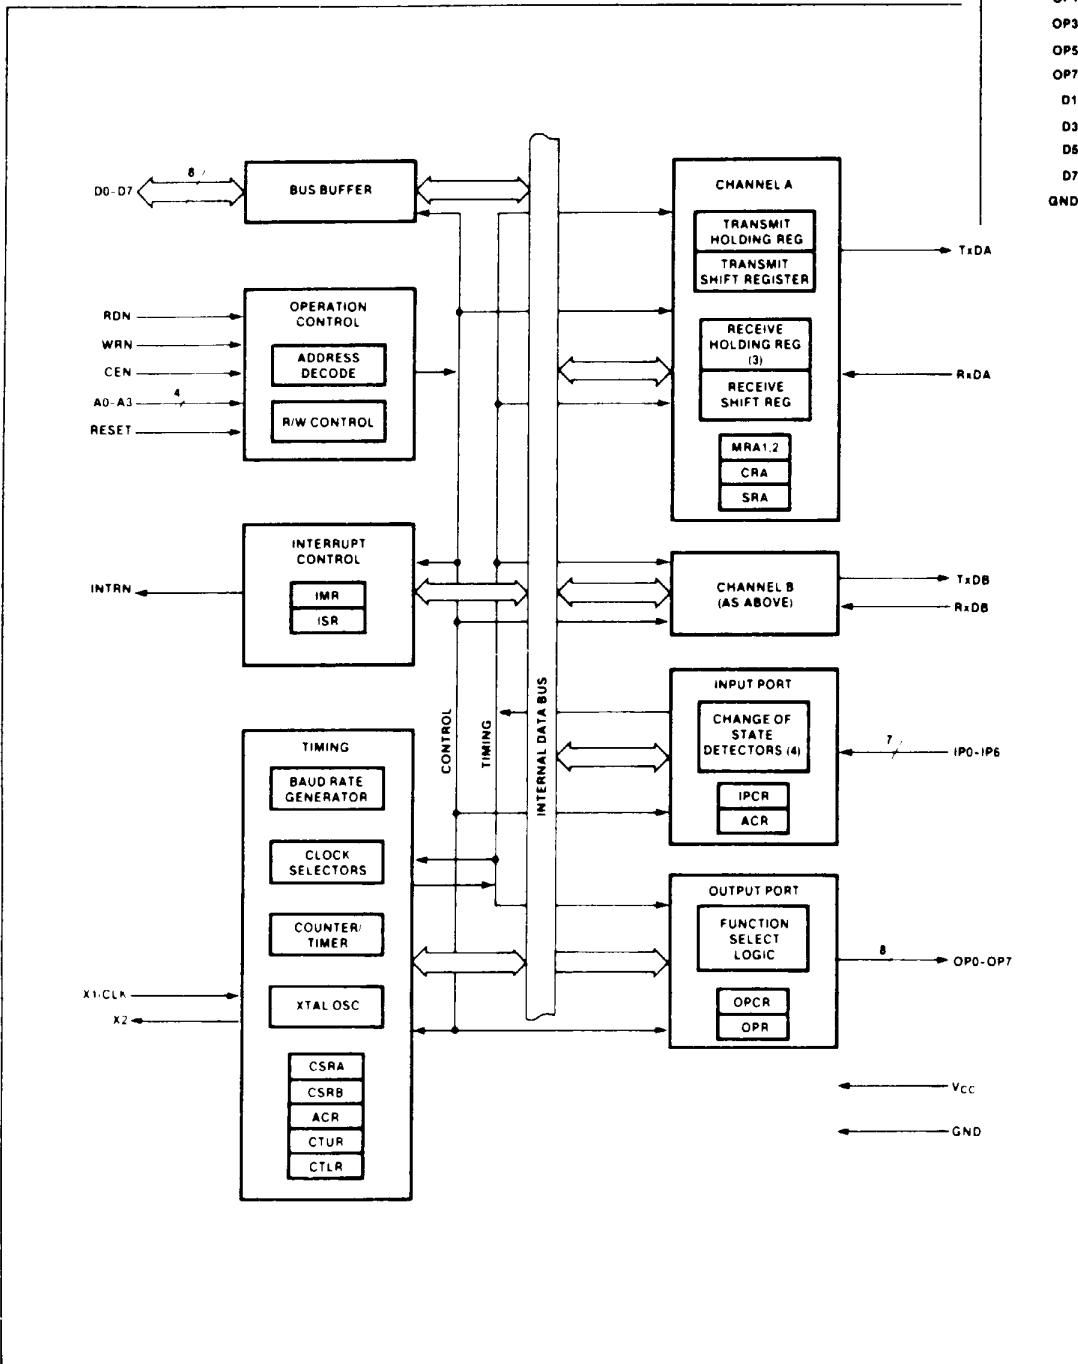 OP3
OP5
OP7
D1
D3
D5
D7
GND
8
D0-D7
BUS BUFFER
RDN
WRN
CEN
A0-A3
4
RESET
OPERATION
CONTROL
ADDRESS
DECODE
R/W CONTROL
INTRN
INTERRUPT
CONTROL
IMR
ISR
TIMING
BAUD RATE
GENERATOR
CLOCK
SELECTORS
COUNTER/
TIMER
XTAL OSC
X1/CLK
X2
CSRA
CSRB
ACR
CTUR
CTLR
CONTROL
TIMING
INTERNAL DATA BUS
CHANNEL A
TRANSMIT
HOLDING REG
TRANSMIT
SHIFT REGISTER
RECEIVE
HOLDING REG
(3)
RECEIVE
SHIFT REG
MRA1,2
CRA
SRA
TxDA
RxDA
CHANNEL B
(AS ABOVE)
TxDB
RxDB
INPUT PORT
CHANGE OF
STATE
DETECTORS (4)
IPCR
ACR
7
IP0-IP6
OUTPUT PORT
FUNCTION
SELECT
LOGIC
OPCR
OPR
8
OP0-OP7
VCC
GND